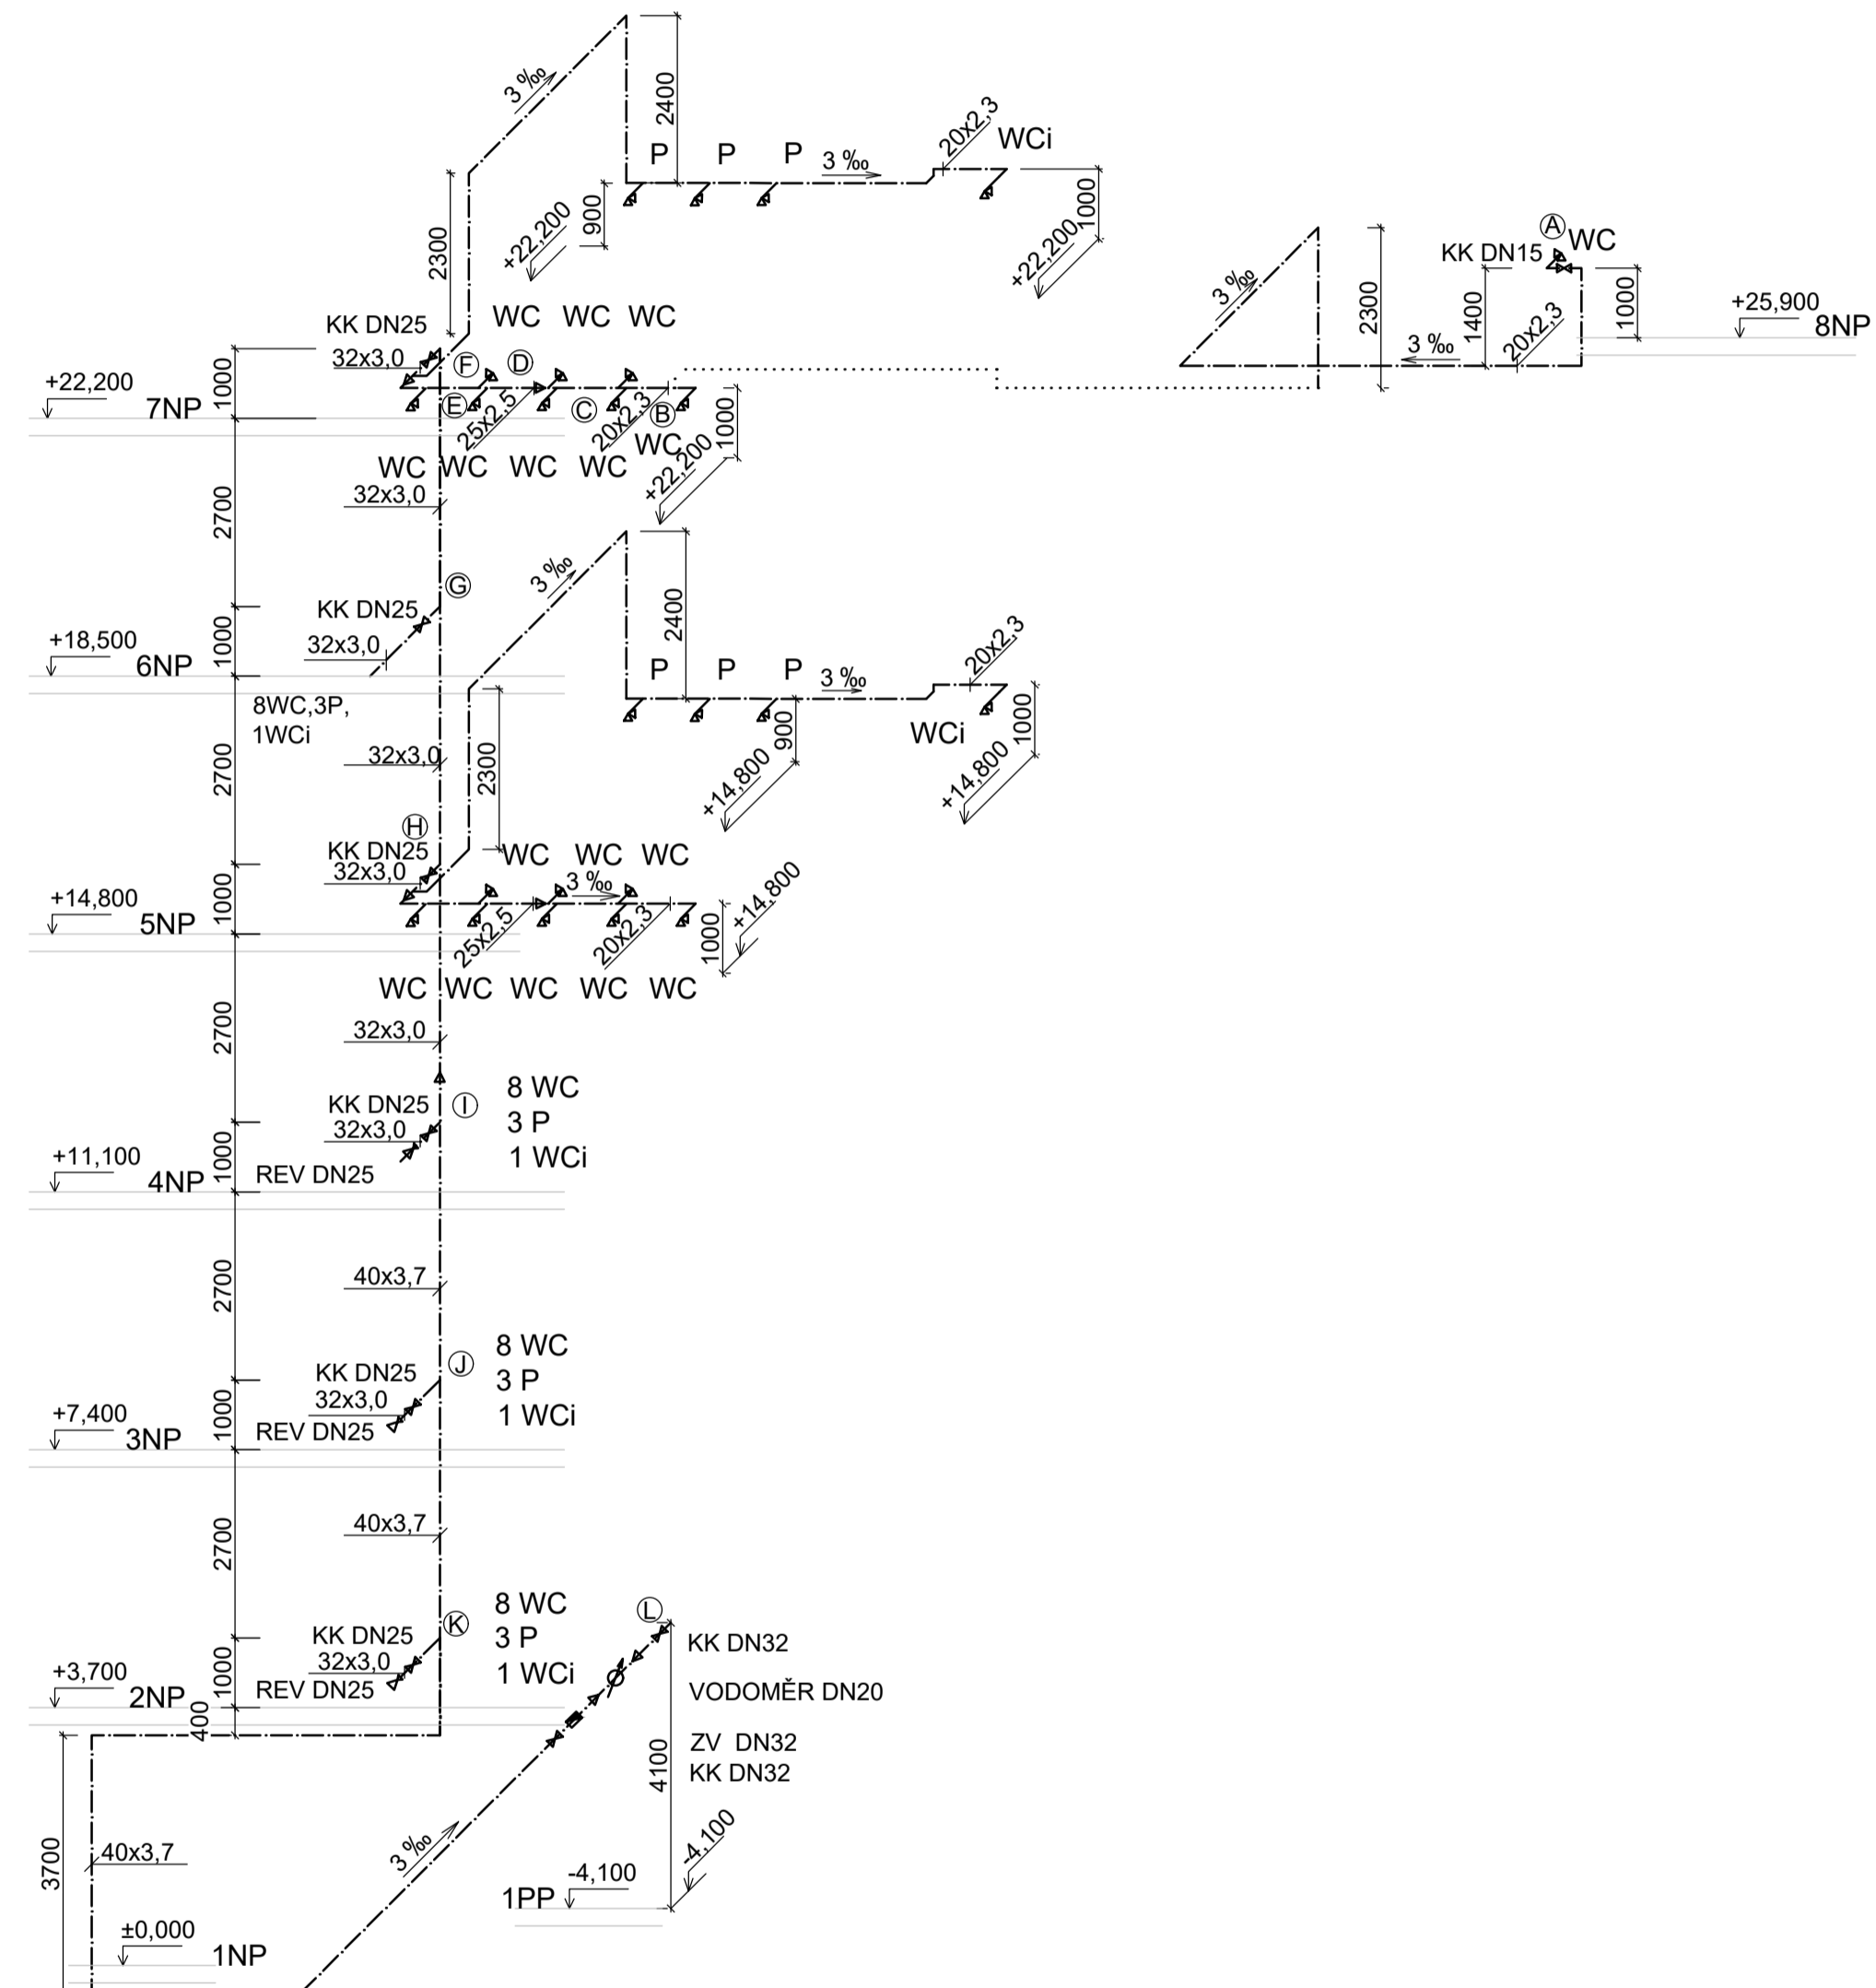 3 ‰
2400
P P P
3 ‰
20x2,3
WCi
1000
900
+22,200
+22,200
2300
A
WC
KK DN15
3 ‰
2300
1400
1000
+25,900
8NP
3 ‰
20x2,3
WC WC WC
KK DN25
32x3,0
F
D
+22,200
7NP
1000
E
25x2,5
C
20x2,3
B
WC
1000
+22,200
WC WC WC WC
32x3,0
2700
G
3 ‰
2400
KK DN25
32x3,0
+18,500
6NP
1000
P P P
3 ‰
20x2,3
WCi
1000
900
+14,800
+14,800
8WC,3P,
1WCi
32x3,0
2700
2300
H
KK DN25
32x3,0
WC WC WC
3 ‰
+14,800
5NP
1000
25x2,5
20x2,3
1000
+14,800
WC WC WC WC WC
32x3,0
2700
8 WC
KK DN25
I
3 P
32x3,0
1 WCi
+11,100
4NP
1000
REV DN25
40x3,7
2700
8 WC
J
KK DN25
3 P
32x3,0
1 WCi
+7,400
3NP
1000
REV DN25
40x3,7
2700
8 WC
L
K
KK DN25
3 P
KK DN32
32x3,0
1 WCi
+3,700
2NP
1000
REV DN25
VODOMĚR DN20
400
ZV DN32
KK DN32
4100
3 ‰
-4,100
40x3,7
3700
-4,100
1PP
±0,000
1NP